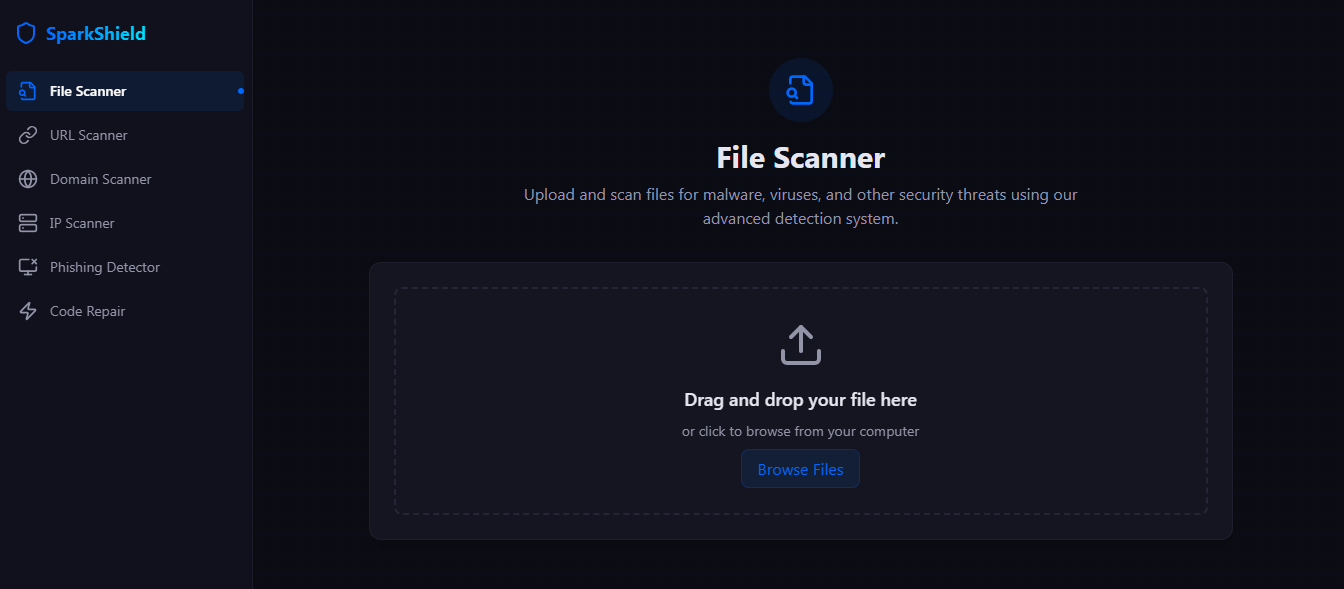 SparkShield
File Scanner
URL Scanner
Domain Scanner
IP Scanner
Phishing Detector
Code Repair
File Scanner
Upload and scan files for malware, viruses, and other security threats using our
advanced detection system.
Drag and drop your file here
or click to browse from your computer
Browse Files